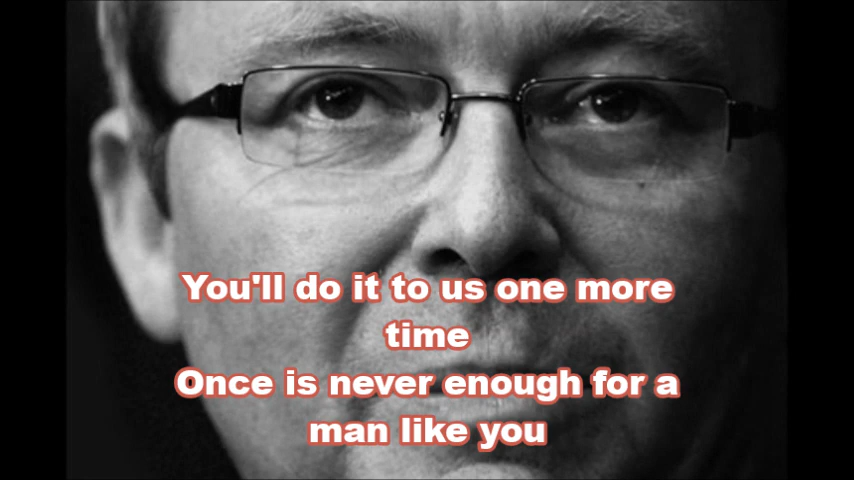 You'll do it to us one more
time
Once is never enough for a
man like you